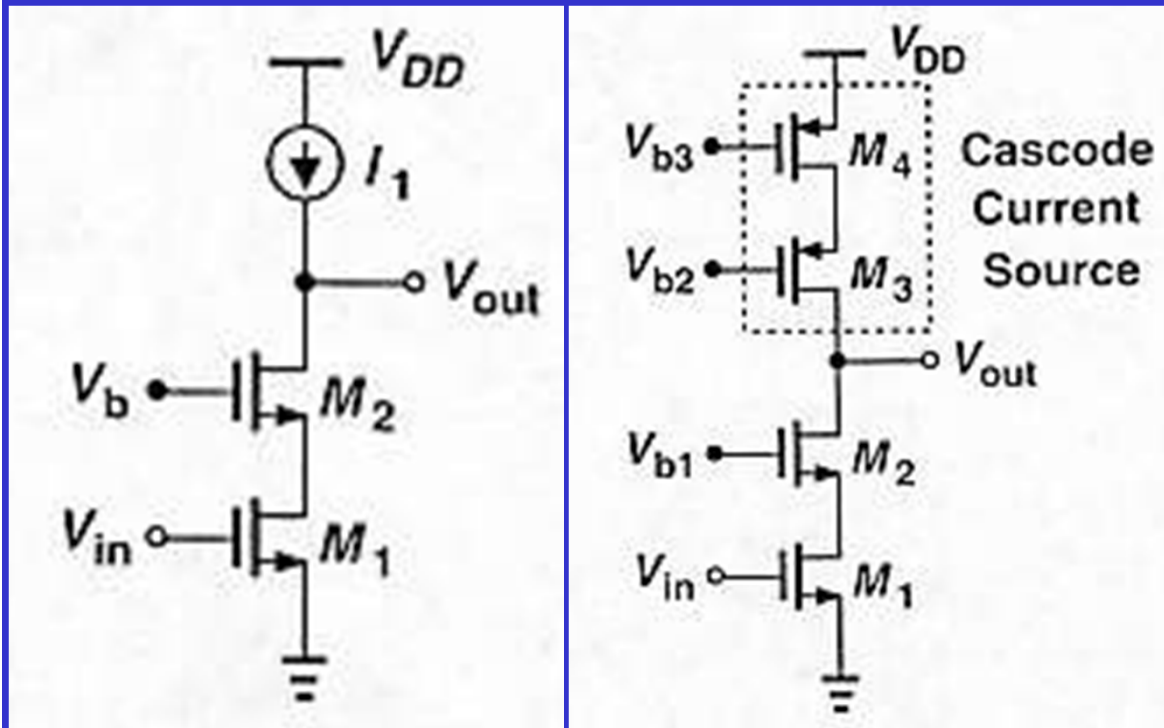 VDD
I1
Vout
Vb
M2
Vin
M1
VDD
Vb3
M4
Cascode
Current
Source
Vb2
M3
Vout
Vb1
M2
Vin
M1